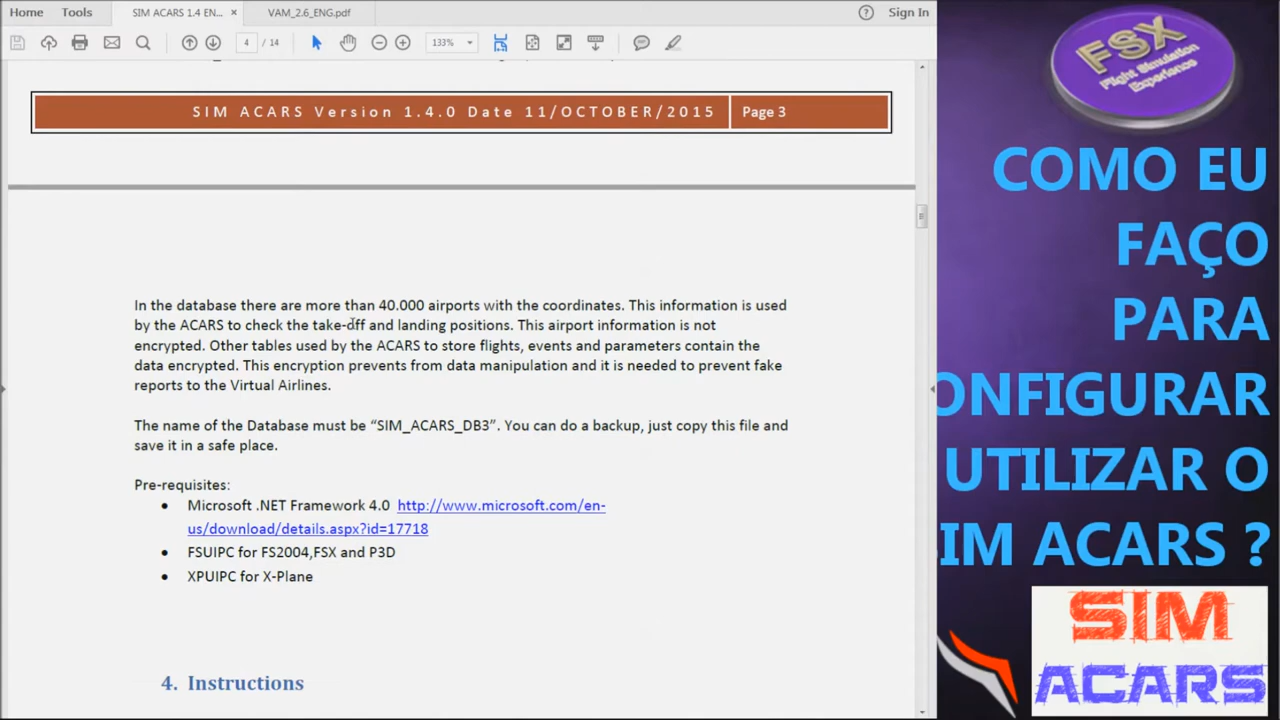 Home Tools SIM ACARS 1.4 EN... × VAM_2.6_ENG.pdf ? Sign In
4 / 14 133%
SIM ACARS Version 1.4.0 Date 11/OCTOBER/2015 Page 3
In the database there are more than 40.000 airports with the coordinates. This information is used
by the ACARS to check the take-off and landing positions. This airport information is not
encrypted. Other tables used by the ACARS to store flights, events and parameters contain the
data encrypted. This encryption prevents from data manipulation and it is needed to prevent fake
reports to the Virtual Airlines.
The name of the Database must be “SIM_ACARS_DB3”. You can do a backup, just copy this file and
save it in a safe place.
Pre-requisites:
• Microsoft .NET Framework 4.0 http://www.microsoft.com/en-
us/download/details.aspx?id=17718
• FSUIPC for FS2004,FSX and P3D
• XPUIPC for X-Plane
4. Instructions
FSX
Flight Simulation
Experience
COMO EU
FAÇO
PARA
ONFIGURAR
UTILIZAR O
IM ACARS ?
SIM
ACARS